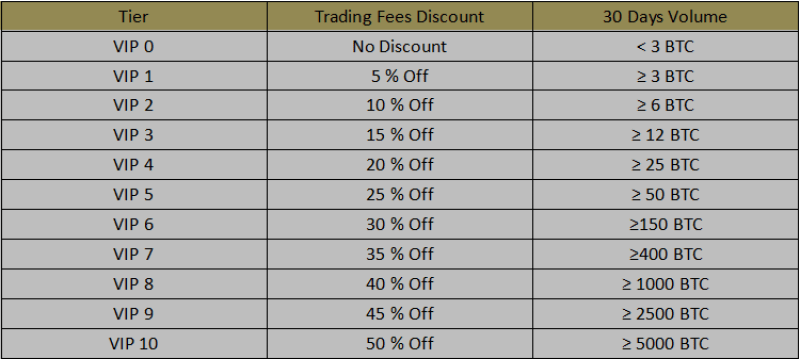 Tier Trading Fees Discount 30 Days Volume
VIP 0 No Discount < 3 BTC
VIP 1 5 % Off ≥ 3 BTC
VIP 2 10 % Off ≥ 6 BTC
VIP 3 15 % Off ≥ 12 BTC
VIP 4 20 % Off ≥ 25 BTC
VIP 5 25 % Off ≥ 50 BTC
VIP 6 30 % Off ≥150 BTC
VIP 7 35 % Off ≥400 BTC
VIP 8 40 % Off ≥ 1000 BTC
VIP 9 45 % Off ≥ 2500 BTC
VIP 10 50 % Off ≥ 5000 BTC